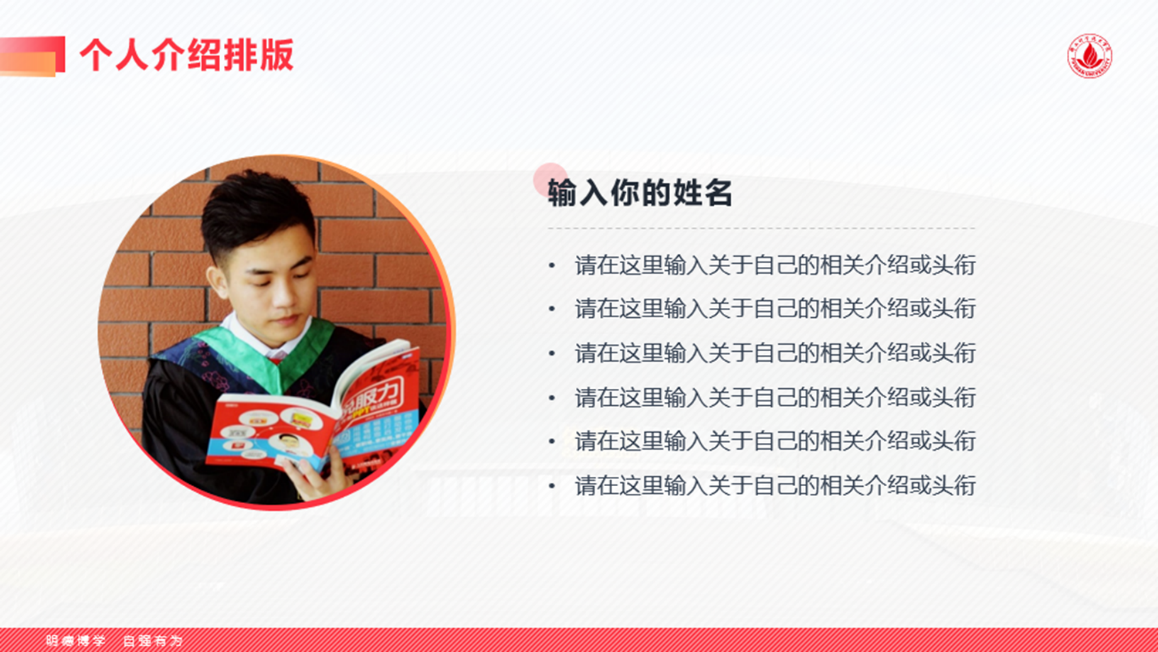 个人介绍排版
输入你的姓名
• 请在这里输入关于自己的相关介绍或头衔
• 请在这里输入关于自己的相关介绍或头衔
• 请在这里输入关于自己的相关介绍或头衔
• 请在这里输入关于自己的相关介绍或头衔
• 请在这里输入关于自己的相关介绍或头衔
• 请在这里输入关于自己的相关介绍或头衔
说服力
明德博学 自强有为